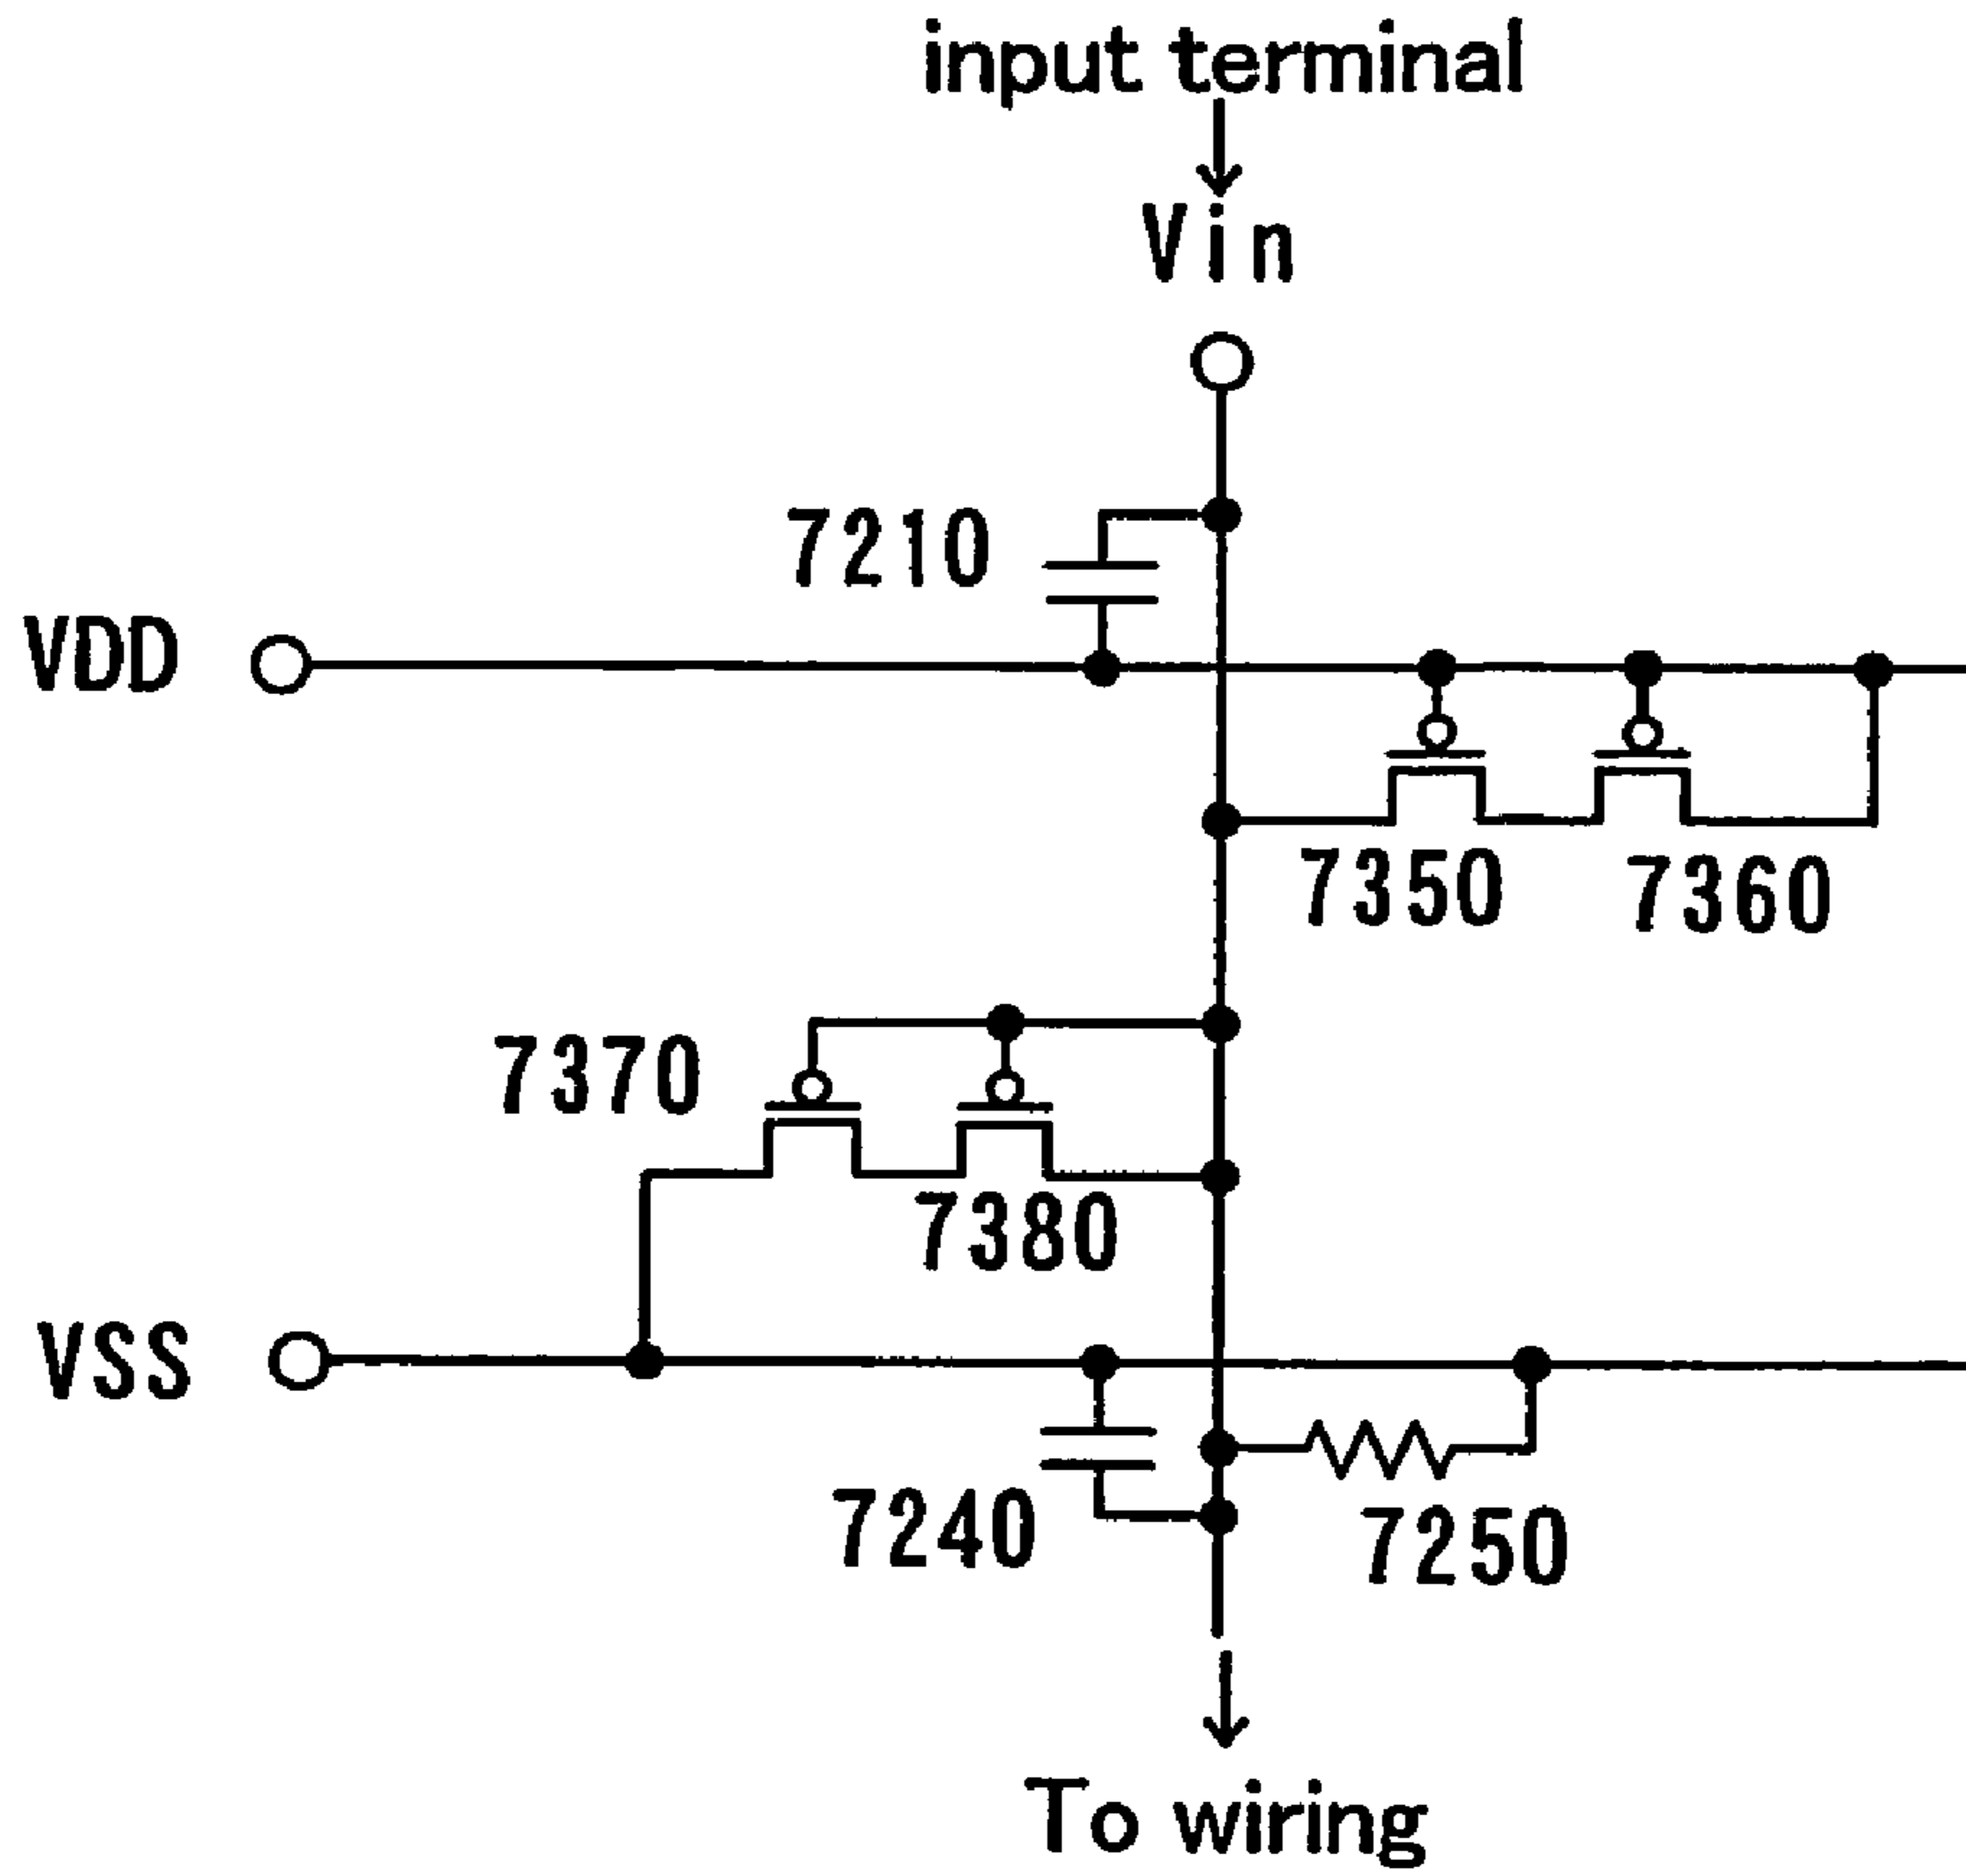 input terminal
Vin
7210
VDD
7350
7360
7370
7380
VSS
7240
7250
To wiring